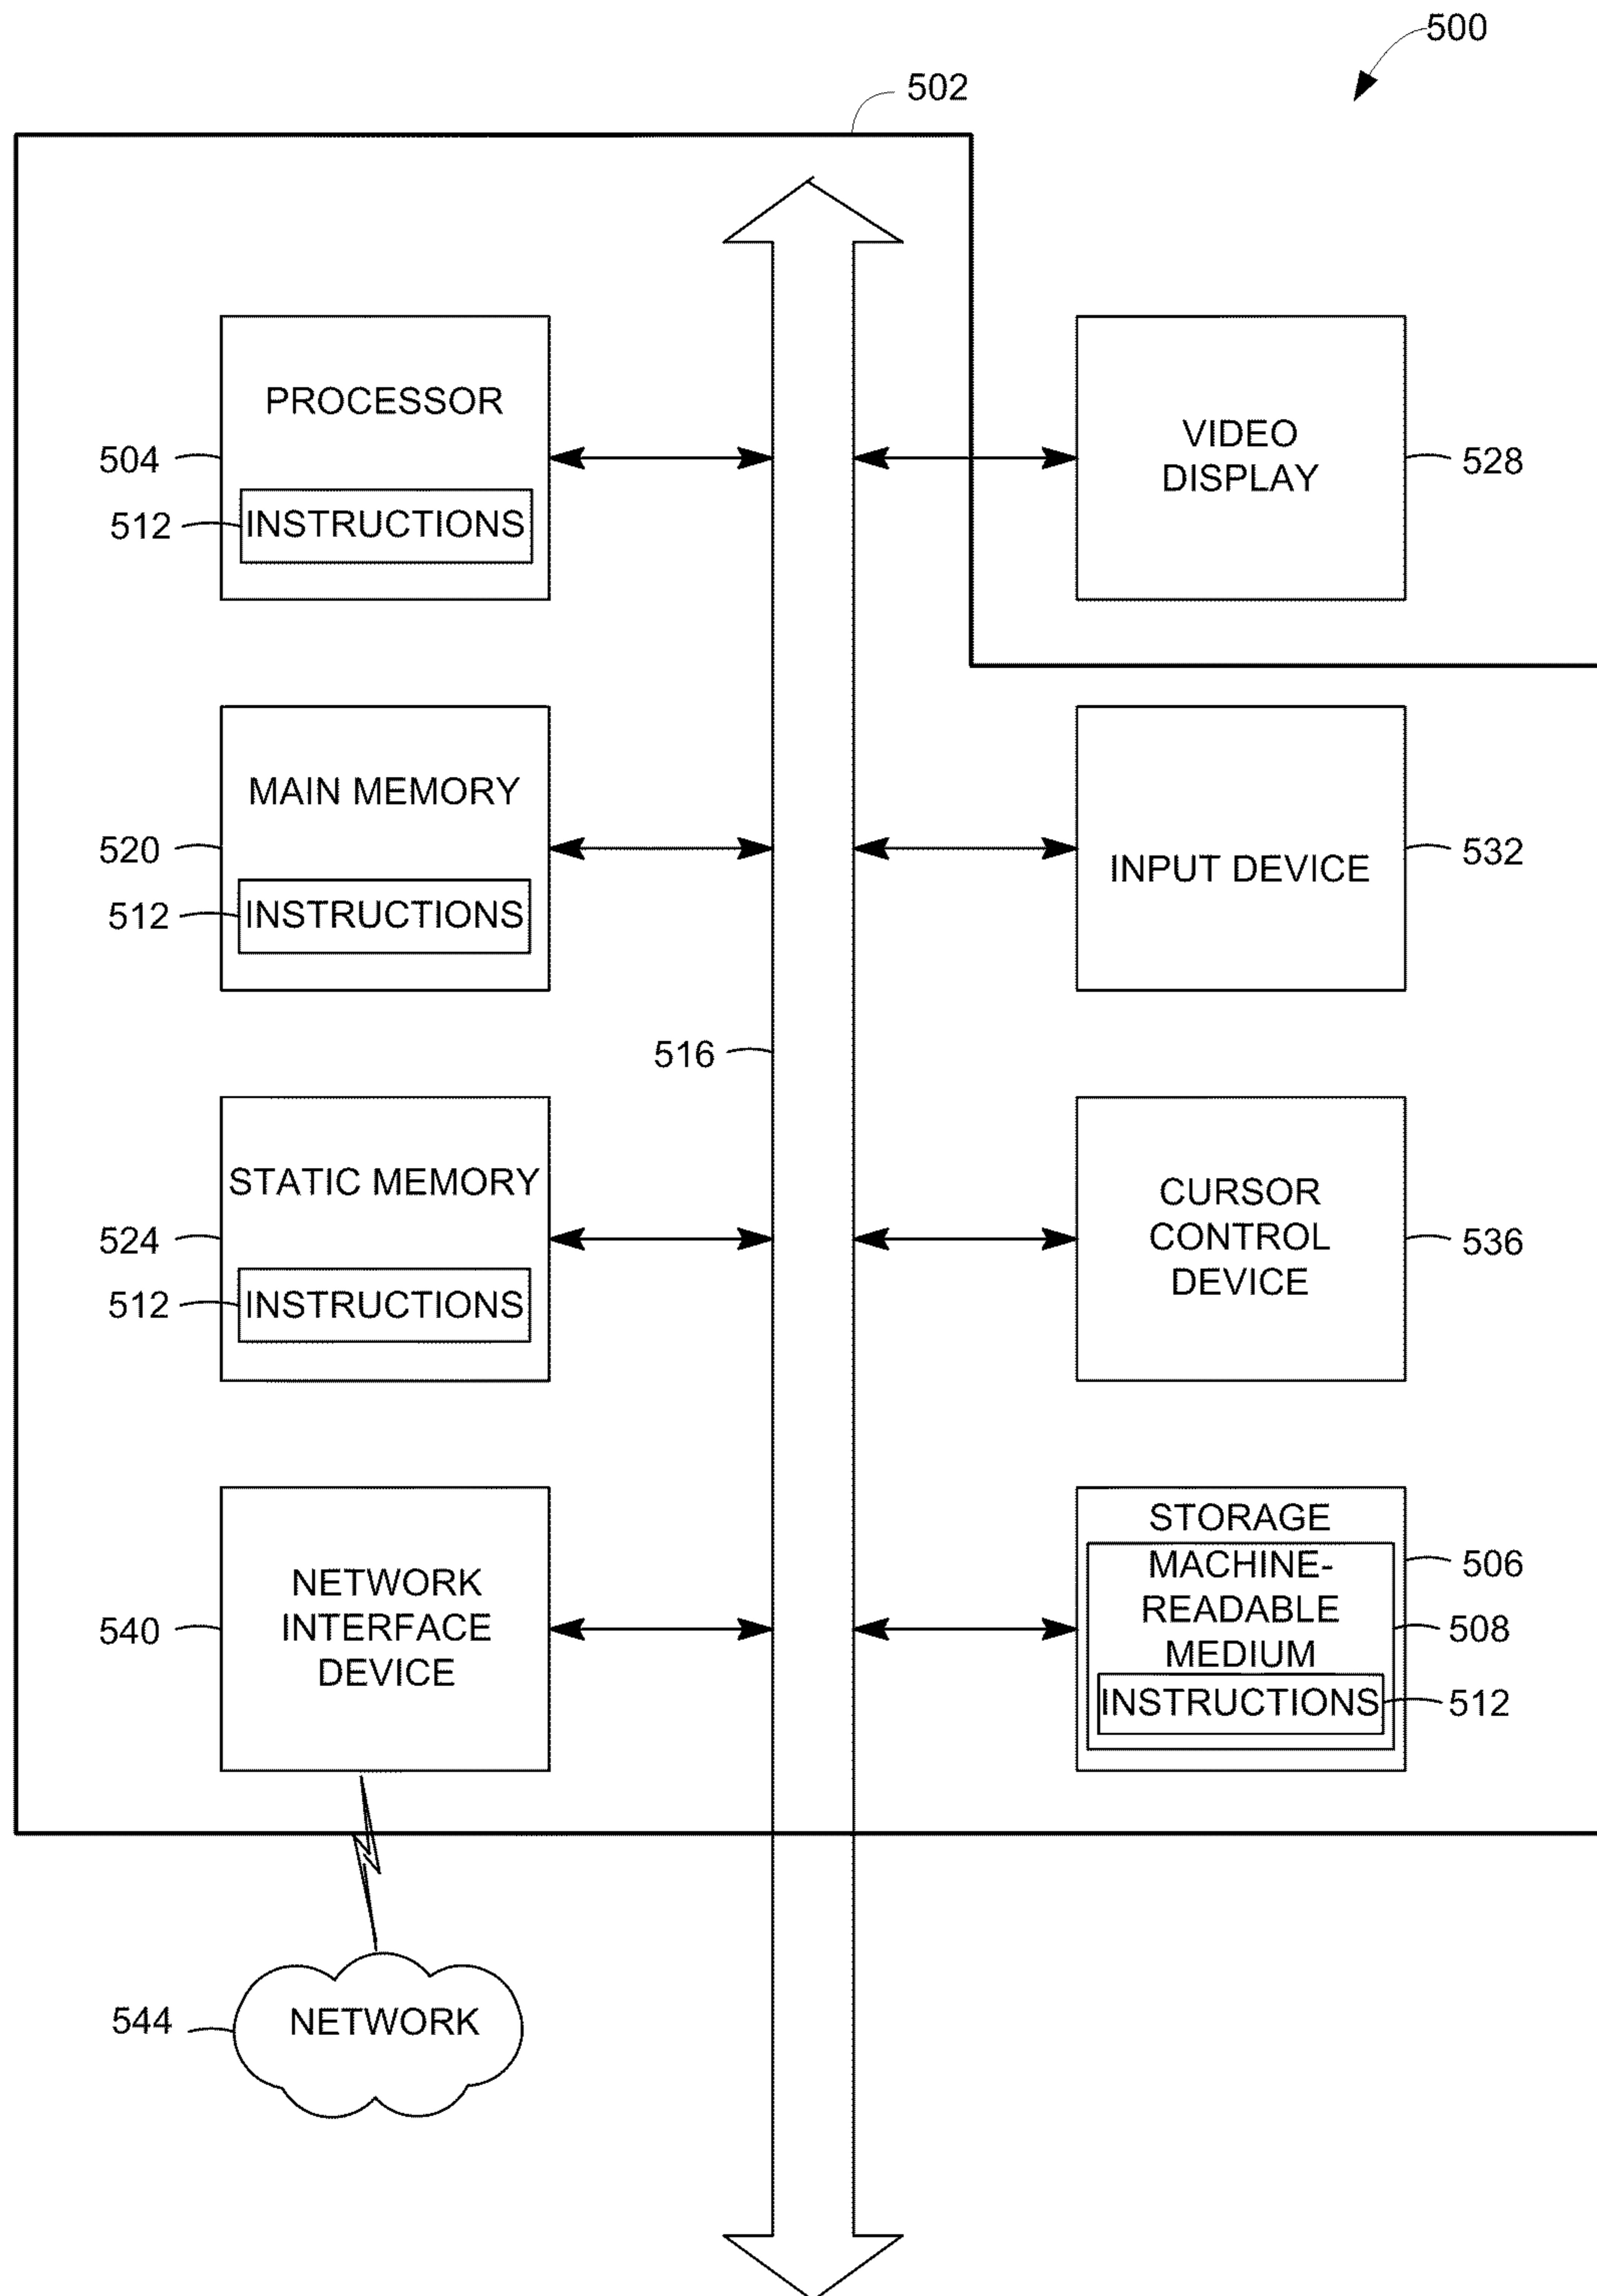 500
502
PROCESSOR
504
512
INSTRUCTIONS
VIDEO
DISPLAY
528
MAIN MEMORY
520
512
INSTRUCTIONS
INPUT DEVICE
532
516
STATIC MEMORY
524
512
INSTRUCTIONS
CURSOR
CONTROL
DEVICE
536
NETWORK
INTERFACE
DEVICE
540
STORAGE
506
MACHINE-
READABLE
MEDIUM
508
INSTRUCTIONS
512
544
NETWORK